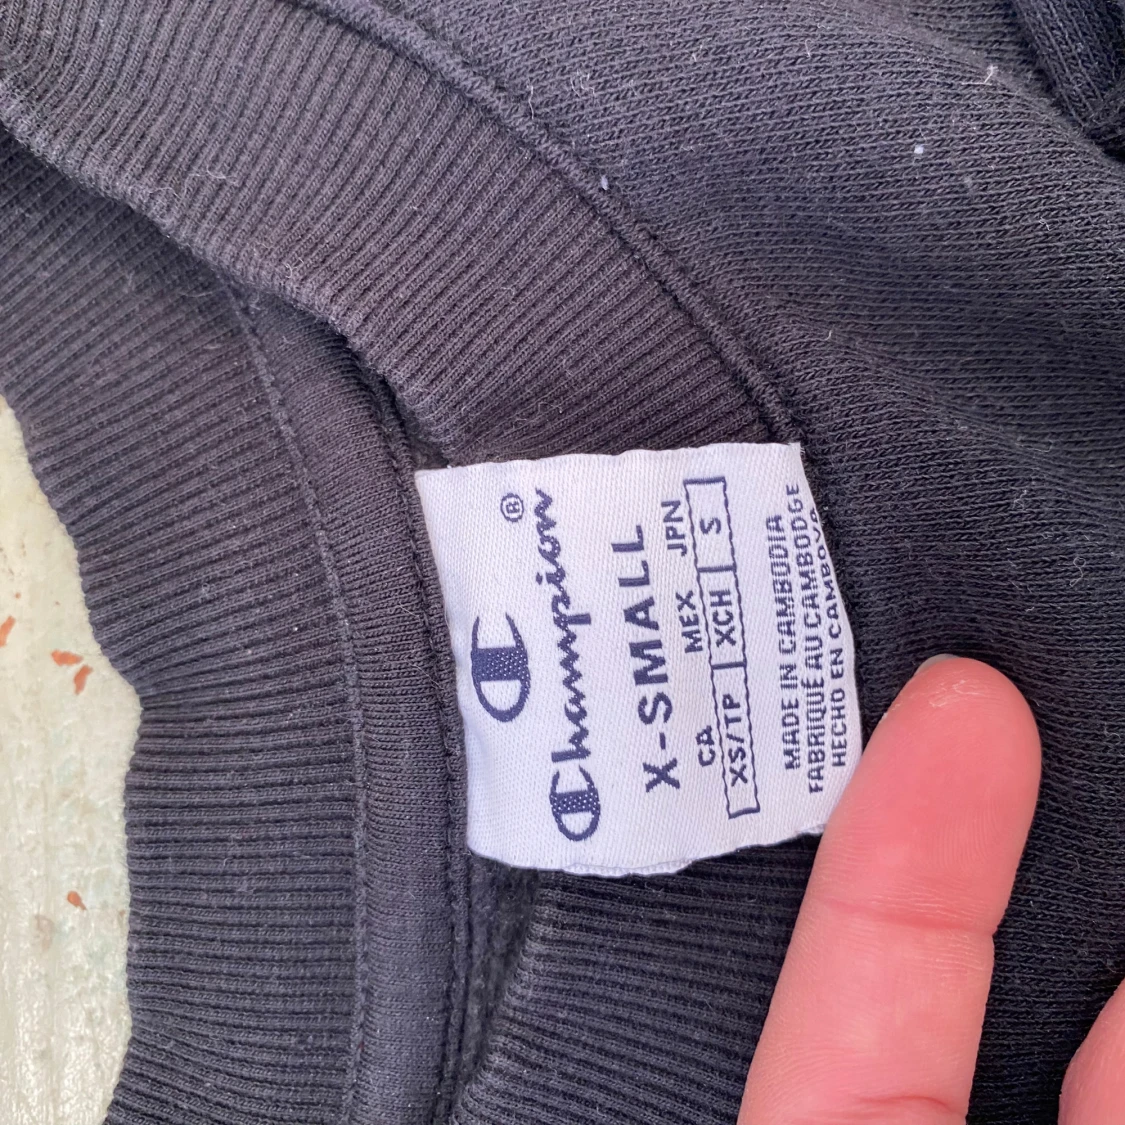 Champion®
X-SMALL
CA MEX JPN
XS/TP XCH S
MADE IN CAMBODIA
FABRIQUÉ AU CAMBODGE
HECHO EN CAMBOYA